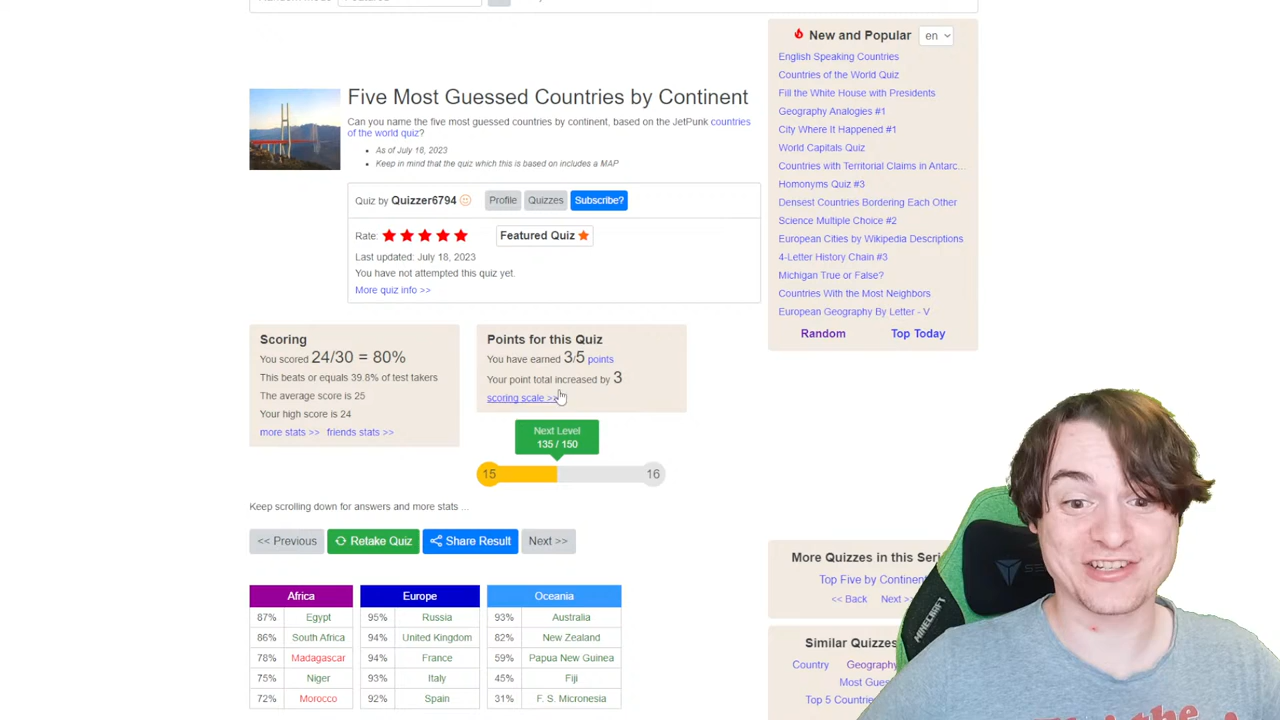 New and Popular en
English Speaking Countries
Countries of the World Quiz
Fill the White House with Presidents
Geography Analogies #1
City Where It Happened #1
World Capitals Quiz
Countries with Territorial Claims in Antarc...
Homonyms Quiz #3
Densest Countries Bordering Each Other
Science Multiple Choice #2
European Cities by Wikipedia Descriptions
4-Letter History Chain #3
Michigan True or False?
Countries With the Most Neighbors
European Geography By Letter - V
Random Top Today
Five Most Guessed Countries by Continent
Can you name the five most guessed countries by continent, based on the JetPunk countries
of the world quiz?
As of July 18, 2023
Keep in mind that the quiz which this is based on includes a MAP
Quiz by Quizzer6794 Profile Quizzes Subscribe?
Rate: Featured Quiz
Last updated: July 18, 2023
You have not attempted this quiz yet.
More quiz info >>
Scoring
You scored 24/30 = 80%
This beats or equals 39.8% of test takers
The average score is 25
Your high score is 24
more stats >> friends stats >>
Points for this Quiz
You have earned 3/5 points
Your point total increased by 3
scoring scale >>
Next Level
135 / 150
15 16
Keep scrolling down for answers and more stats ...
<< Previous Retake Quiz Share Result Next >>
Africa
87% Egypt
86% South Africa
78% Madagascar
75% Niger
72% Morocco
Europe
95% Russia
94% United Kingdom
94% France
93% Italy
92% Spain
Oceania
93% Australia
82% New Zealand
59% Papua New Guinea
45% Fiji
31% F. S. Micronesia
More Quizzes in this Seri
Top Five by Continent
<< Back Next >>
Similar Quizzes
Country Geography
Most Gues
Top 5 Countrie
MINECRAFT